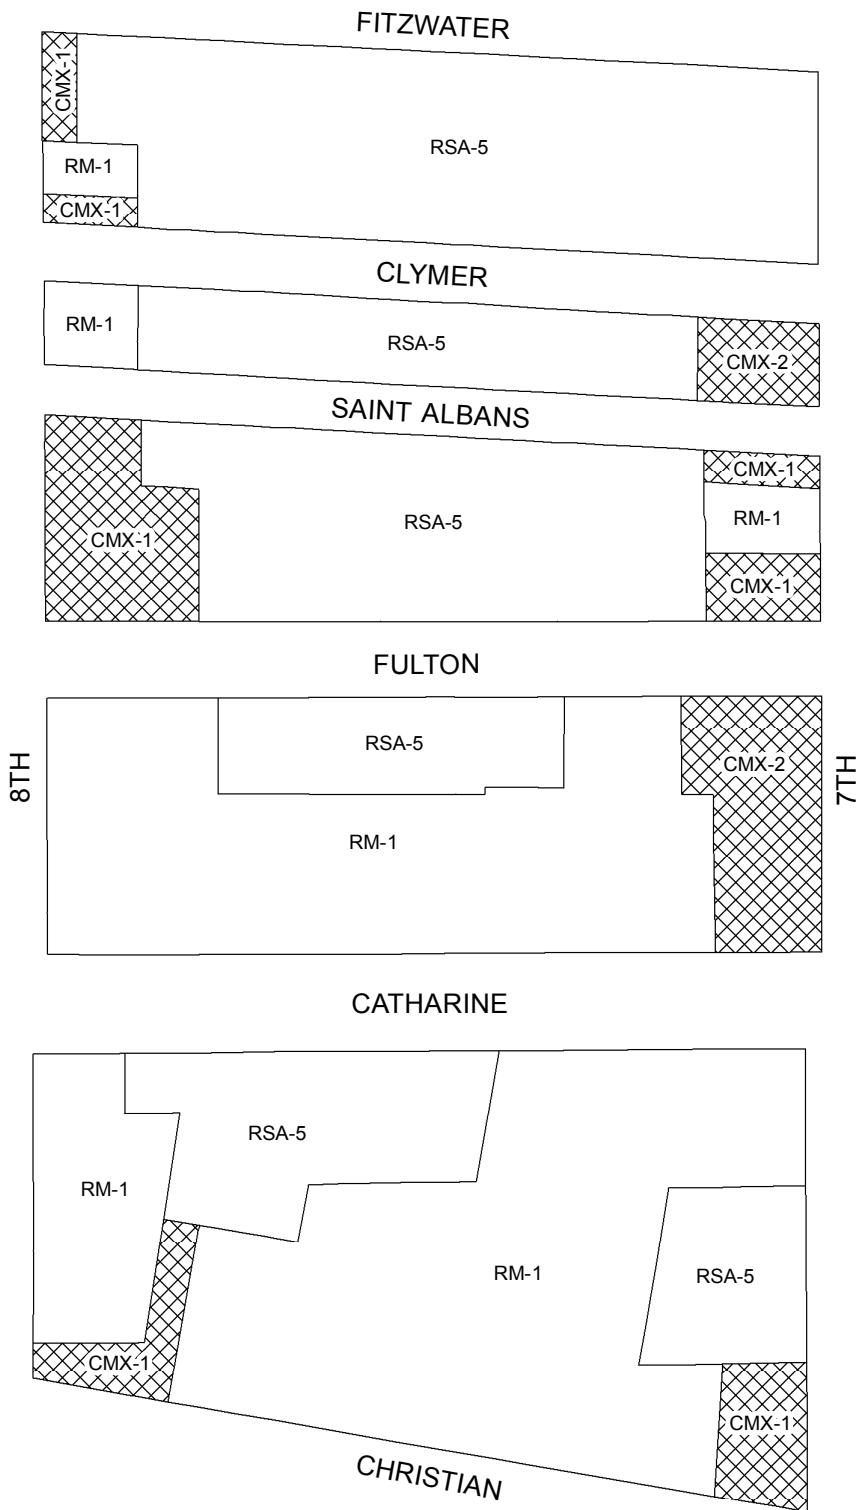 FITZWATER
CMX-1
RSA-5
RM-1
CMX-1
CLYMER
RM-1
RSA-5
CMX-2
SAINT ALBANS
CMX-1
RSA-5
CMX-1
RM-1
CMX-1
FULTON
8TH
RSA-5
CMX-2
7TH
RM-1
CATHARINE
RSA-5
RM-1
RM-1
RSA-5
CMX-1
CMX-1
CHRISTIAN